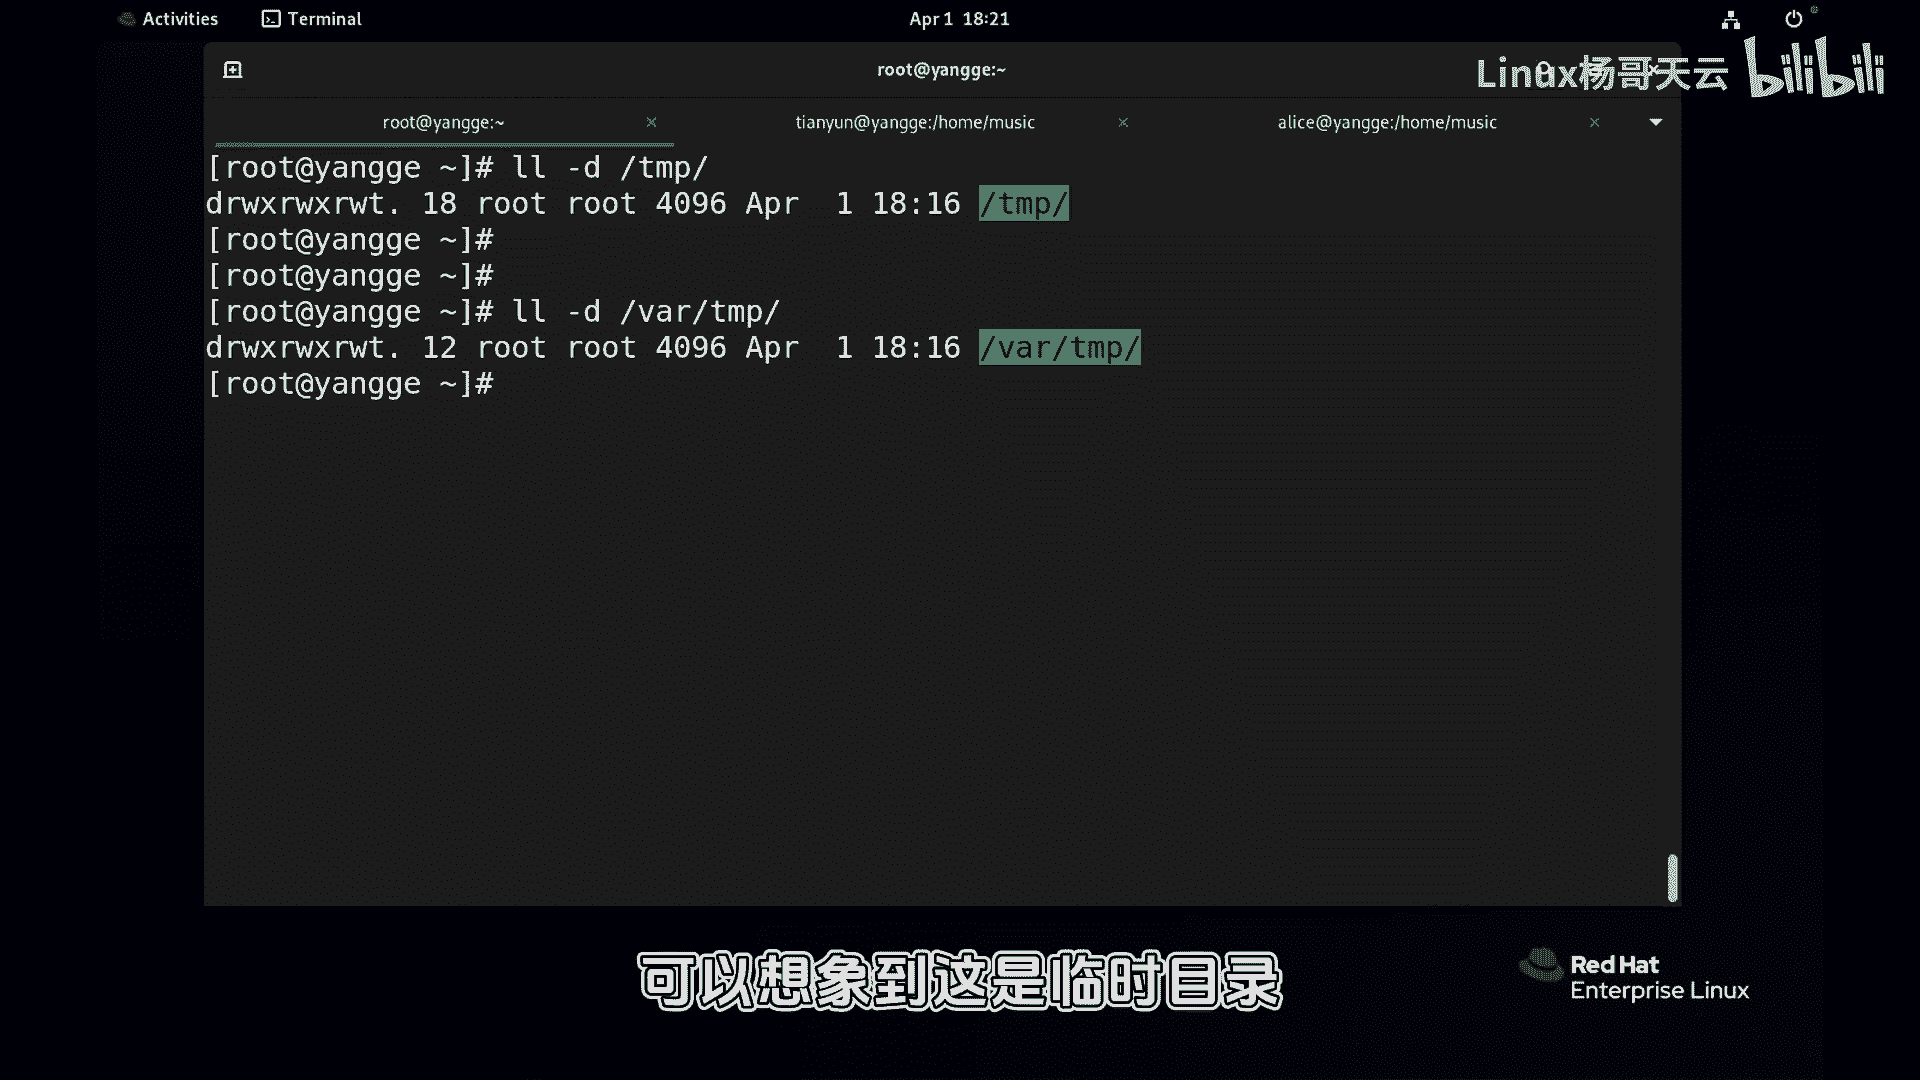 Activities Terminal Apr 1 18:21
root@yangge:~
Linux杨哥天云 bilibili
root@yangge:~ tianyun@yangge:/home/music alice@yangge:/home/music
[root@yangge ~]# ll -d /tmp/
drwxrwxrwt. 18 root root 4096 Apr  1 18:16 /tmp/
[root@yangge ~]#
[root@yangge ~]#
[root@yangge ~]# ll -d /var/tmp/
drwxrwxrwt. 12 root root 4096 Apr  1 18:16 /var/tmp/
[root@yangge ~]#
可以想象到这是临时目录
Red Hat
Enterprise Linux